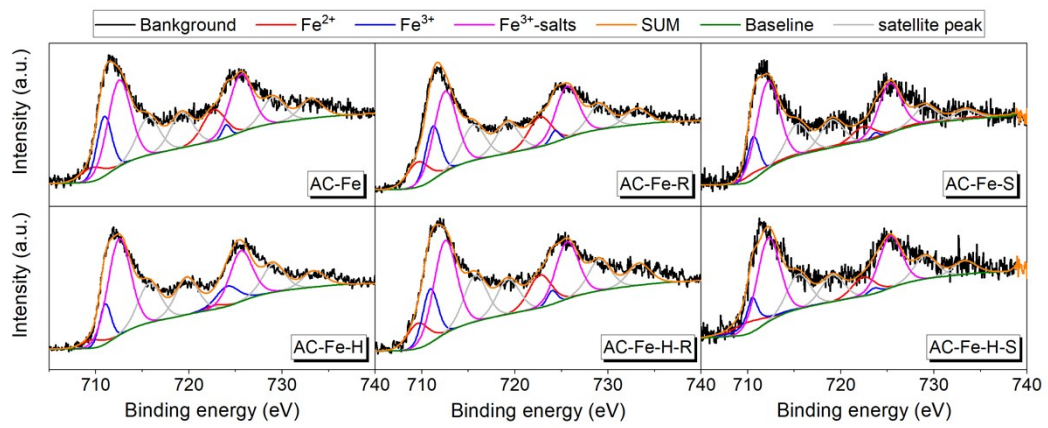 Bankground Fe2+ Fe3+ Fe3+-salts SUM Baseline satellite peak
Intensity (a.u.)
AC-Fe AC-Fe-R AC-Fe-S
Intensity (a.u.)
AC-Fe-H AC-Fe-H-R AC-Fe-H-S
710 720 730 740 710 720 730 740 710 720 730 740
Binding energy (eV) Binding energy (eV) Binding energy (eV)